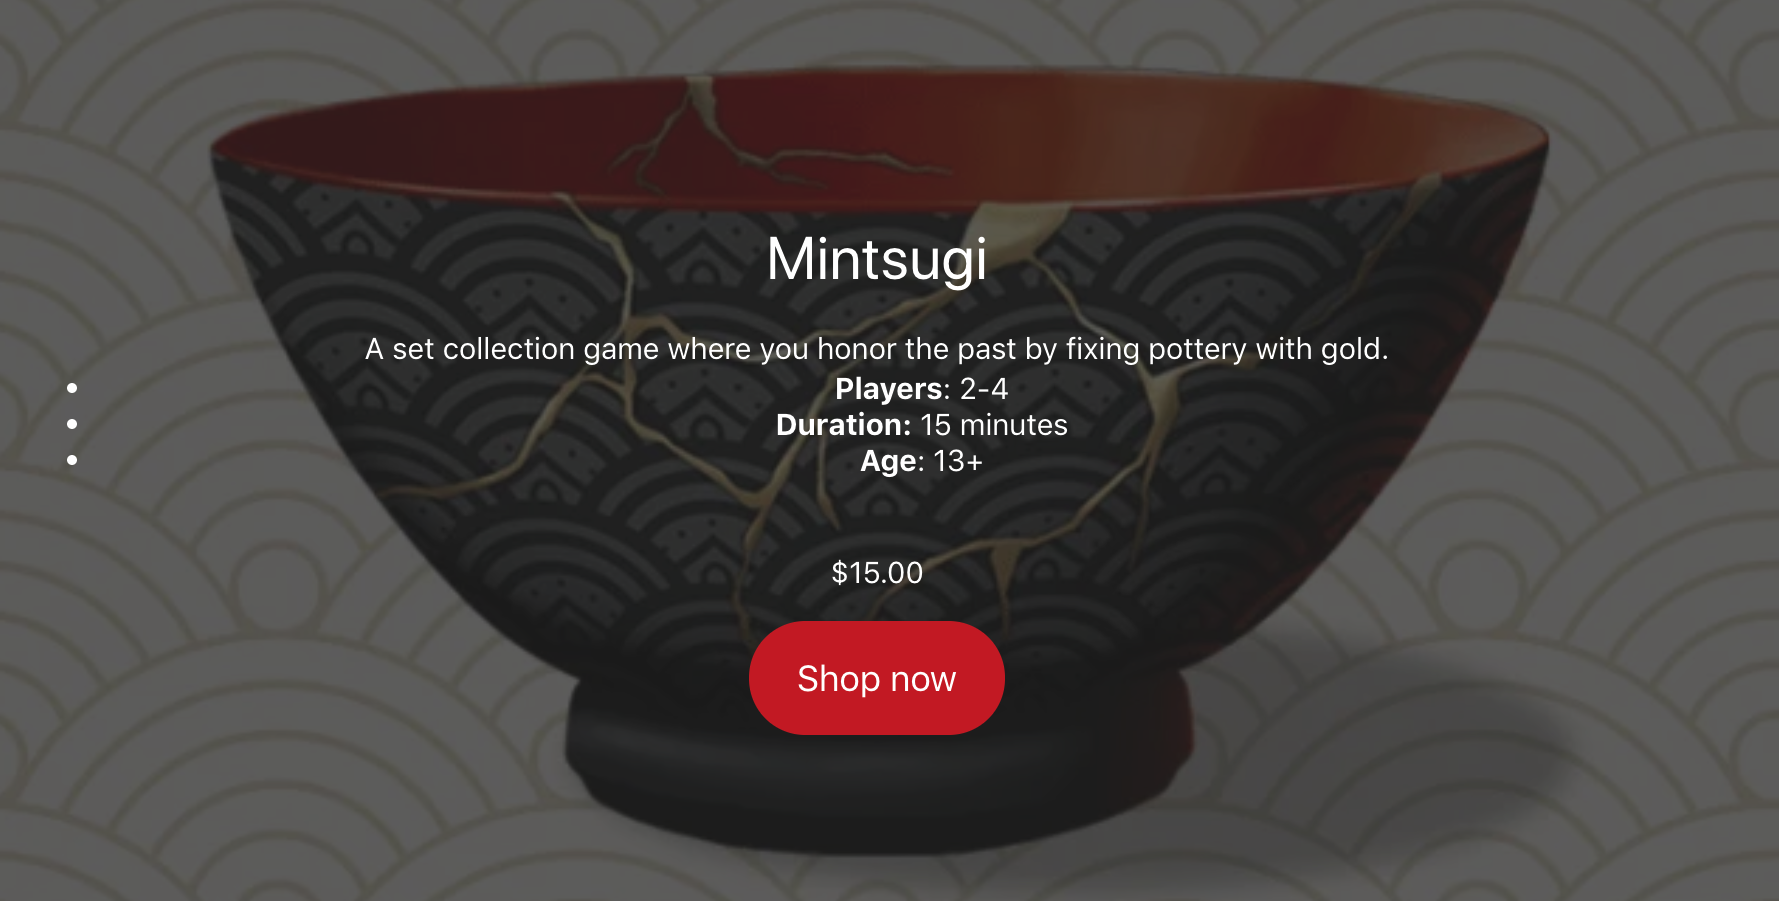 Mintsugi
A set collection game where you honor the past by fixing pottery with gold.
• Players: 2-4
• Duration: 15 minutes
• Age: 13+
$15.00
Shop now